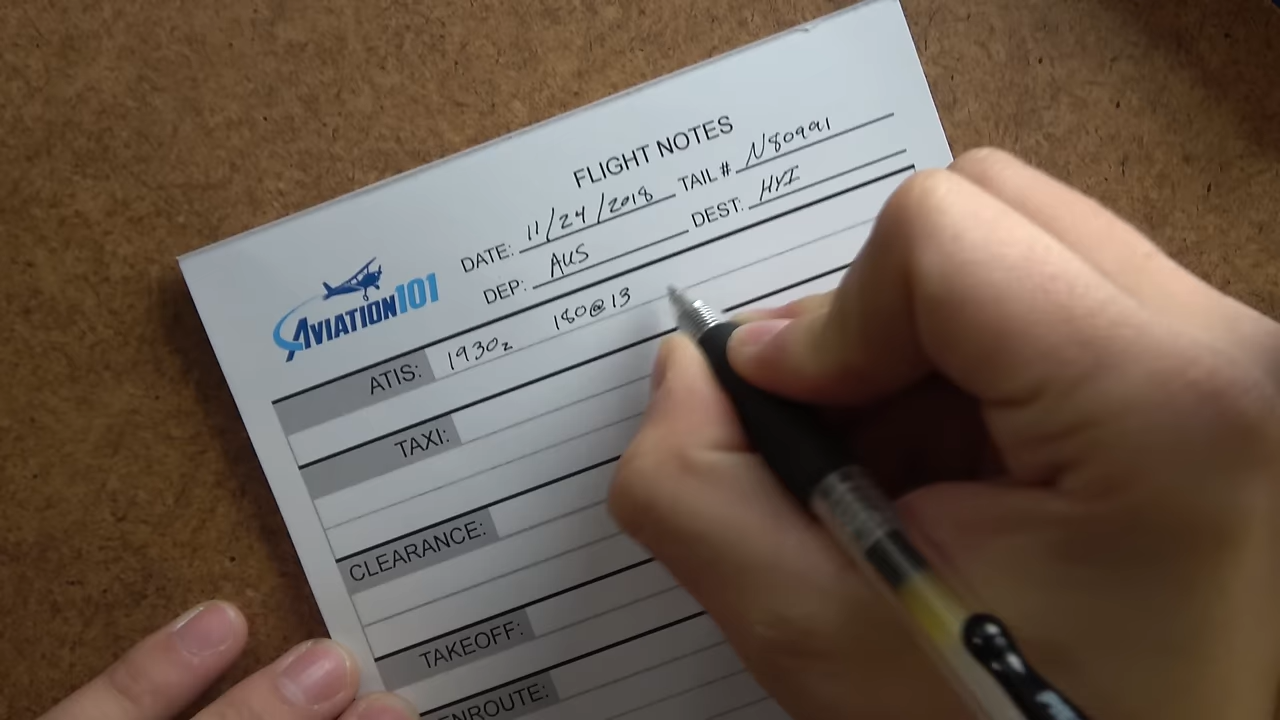 FLIGHT NOTES
DATE: 11/24/2018 TAIL # N80991
DEP: AUS DEST: HYI
AVIATION101
ATIS: 1930z 180@13
TAXI:
CLEARANCE:
TAKEOFF:
ENROUTE: